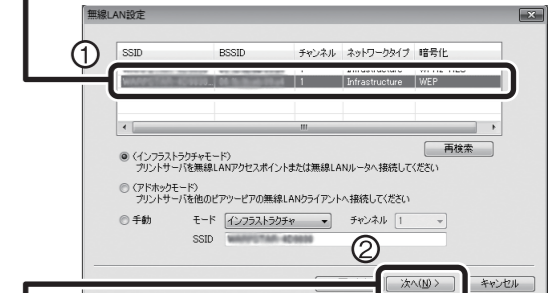 無線LAN設定
①
SSID BSSID チャンネル ネットワークタイプ 暗号化
1 Infrastructure WEP
再検索
(インフラストラクチャモード)
プリントサーバを無線LANアクセスポイントまたは無線LANルータへ接続してください
(アドホックモード)
プリントサーバを他のピアツーピアの無線LANクライアントへ接続してください
手動 モード インフラストラクチャ チャンネル 1
SSID
②
次へ(N) > キャンセル